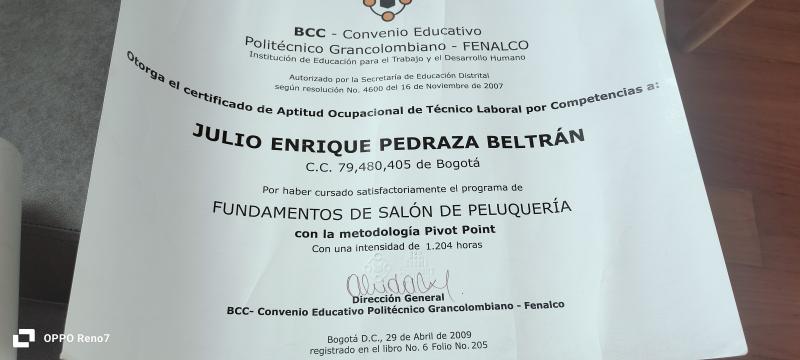 BCC - Convenio Educativo
Politécnico Grancolombiano - FENALCO
Institución de Educación para el Trabajo y el Desarrollo Humano
Autorizado por la Secretaría de Educación Distrital
según resolución No. 4600 del 16 de Noviembre de 2007
Otorga el certificado de Aptitud Ocupacional de Técnico Laboral por Competencias a:
JULIO ENRIQUE PEDRAZA BELTRÁN
C.C. 79,480,405 de Bogotá
Por haber cursado satisfactoriamente el programa de
FUNDAMENTOS DE SALÓN DE PELUQUERÍA
con la metodología Pivot Point
Con una intensidad de 1.204 horas
Dirección General
BCC- Convenio Educativo Politécnico Grancolombiano - Fenalco
Bogotá D.C., 29 de Abril de 2009
registrado en el libro No. 6 Folio No. 205
OPPO Reno7